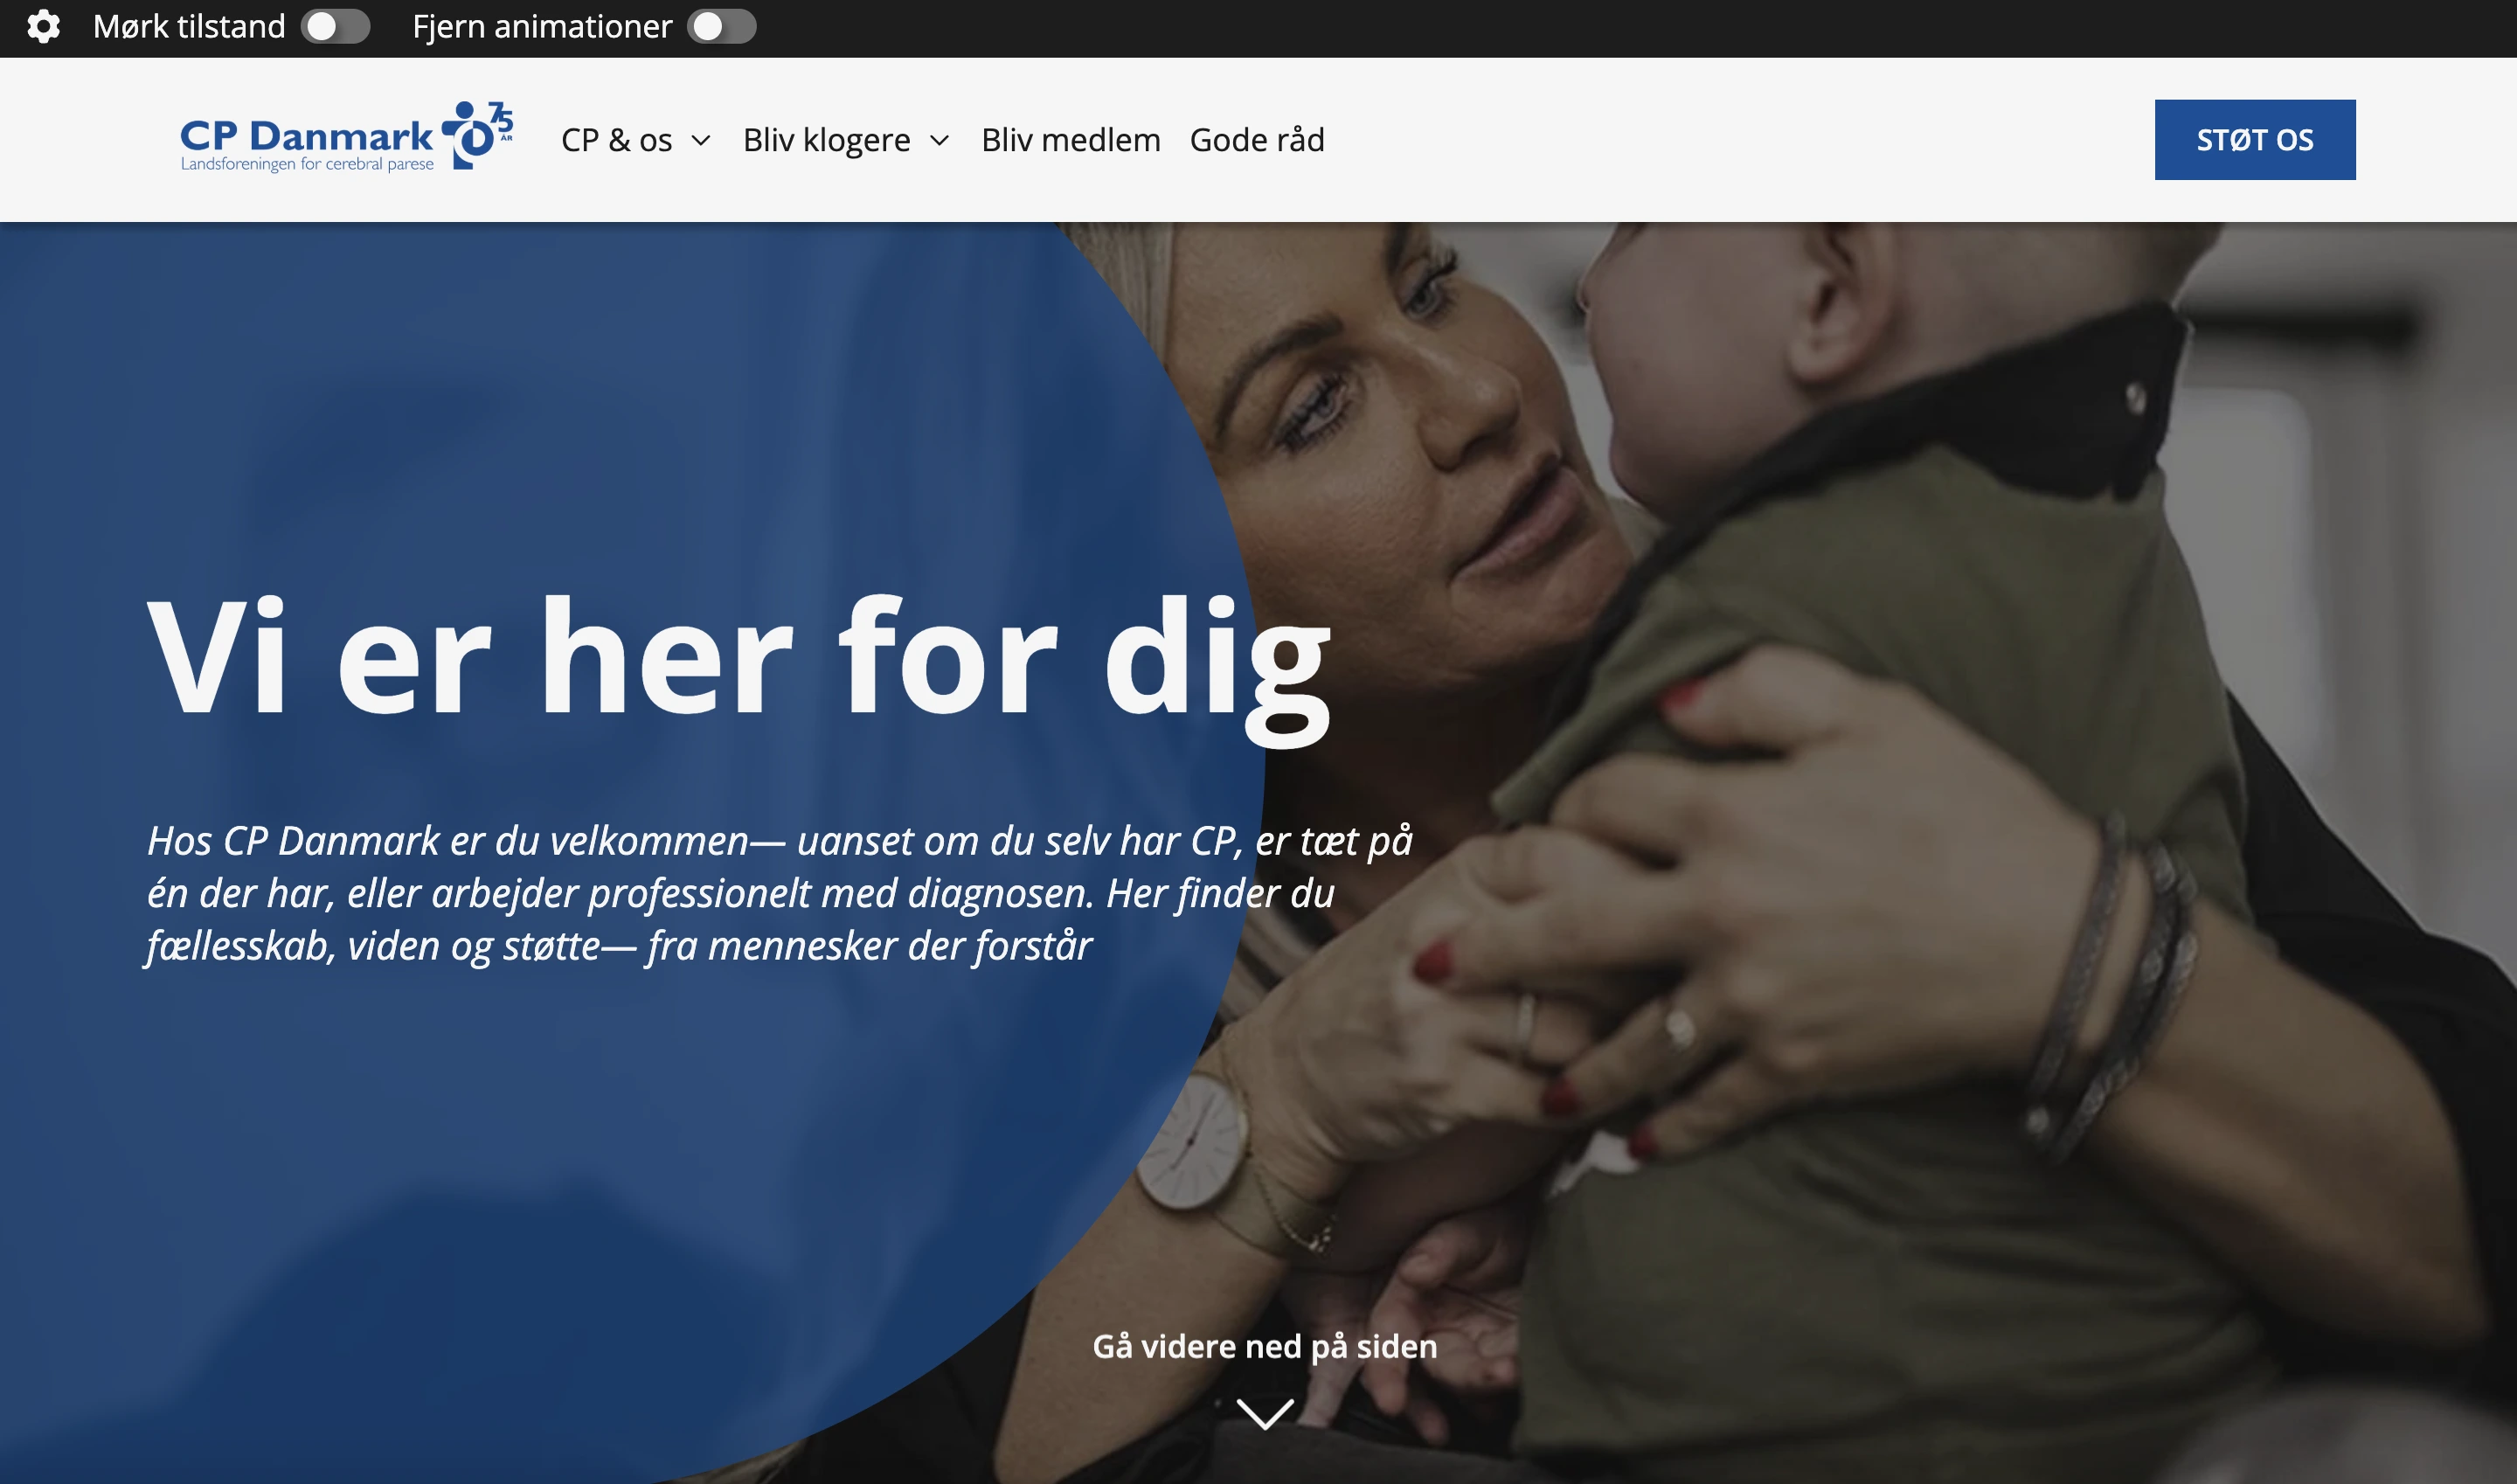 Mørk tilstand Fjern animationer
CP Danmark 75 ÅR
Landsforeningen for cerebral parese
CP & os Bliv klogere Bliv medlem Gode råd
STØT OS
Vi er her for dig
Hos CP Danmark er du velkommen— uanset om du selv har CP, er tæt på
én der har, eller arbejder professionelt med diagnosen. Her finder du
fællesskab, viden og støtte— fra mennesker der forstår
Gå videre ned på siden